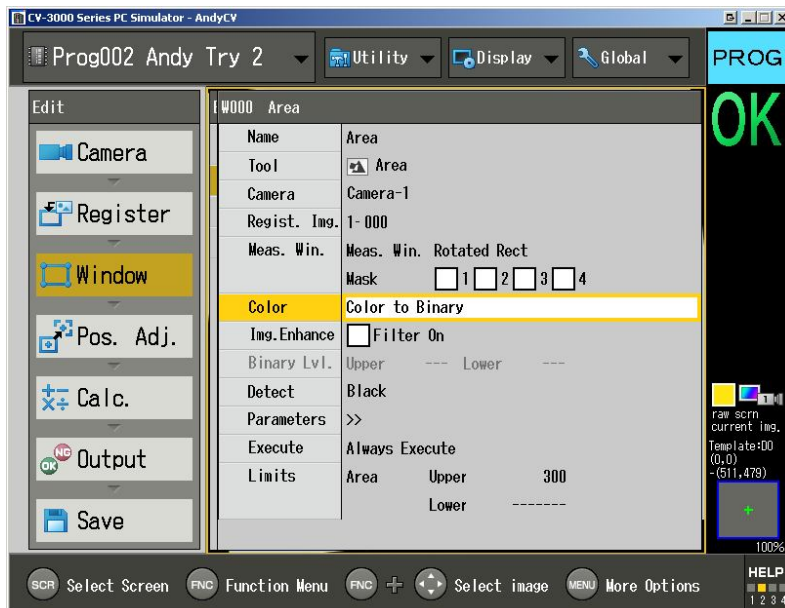 CV-3000 Series PC Simulator - AndyCV
Prog002 Andy Try 2
Utility
Display
Global
PROG
OK
Edit
Camera
Register
Window
Pos. Adj.
Calc.
Output
Save
W000 Area
Name Area
Tool Area
Camera Camera-1
Regist. Img. 1-000
Meas. Win. Meas. Win. Rotated Rect
Mask 1 2 3 4
Color Color to Binary
Img.Enhance Filter On
Binary Lvl. Upper --- Lower ---
Detect Black
Parameters >>
Execute Always Execute
Limits Area Upper 300
Lower -------
1
raw scrn
current img.
Template:D0
(0,0)
-(511,479)
100%
SCR Select Screen FNC Function Menu FNC Select image MENU More Options
HELP
1 2 3 4